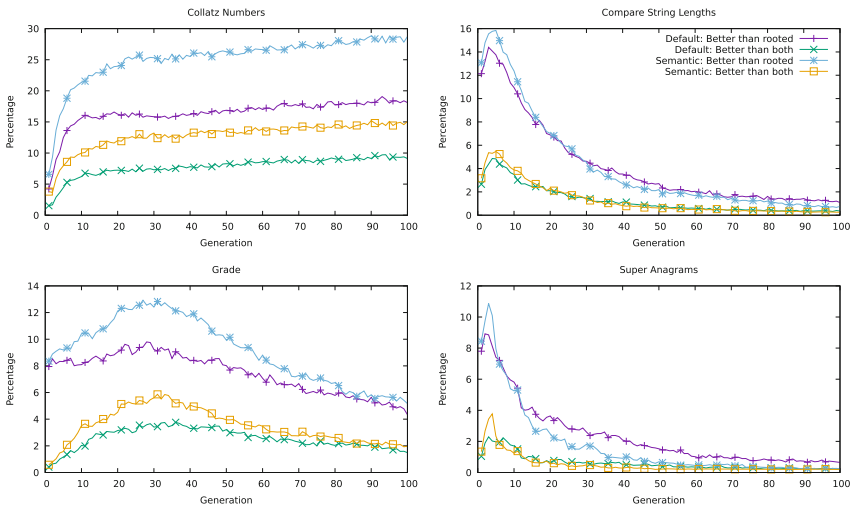 Collatz Numbers
30
25
20
15
10
5
0
Percentage
0 10 20 30 40 50 60 70 80 90 100
Generation
Compare String Lengths
16
14
12
10
8
6
4
2
0
Percentage
Default: Better than rooted
Default: Better than both
Semantic: Better than rooted
Semantic: Better than both
0 10 20 30 40 50 60 70 80 90 100
Generation
Grade
14
12
10
8
6
4
2
0
Percentage
0 10 20 30 40 50 60 70 80 90 100
Generation
Super Anagrams
12
10
8
6
4
2
0
Percentage
0 10 20 30 40 50 60 70 80 90 100
Generation